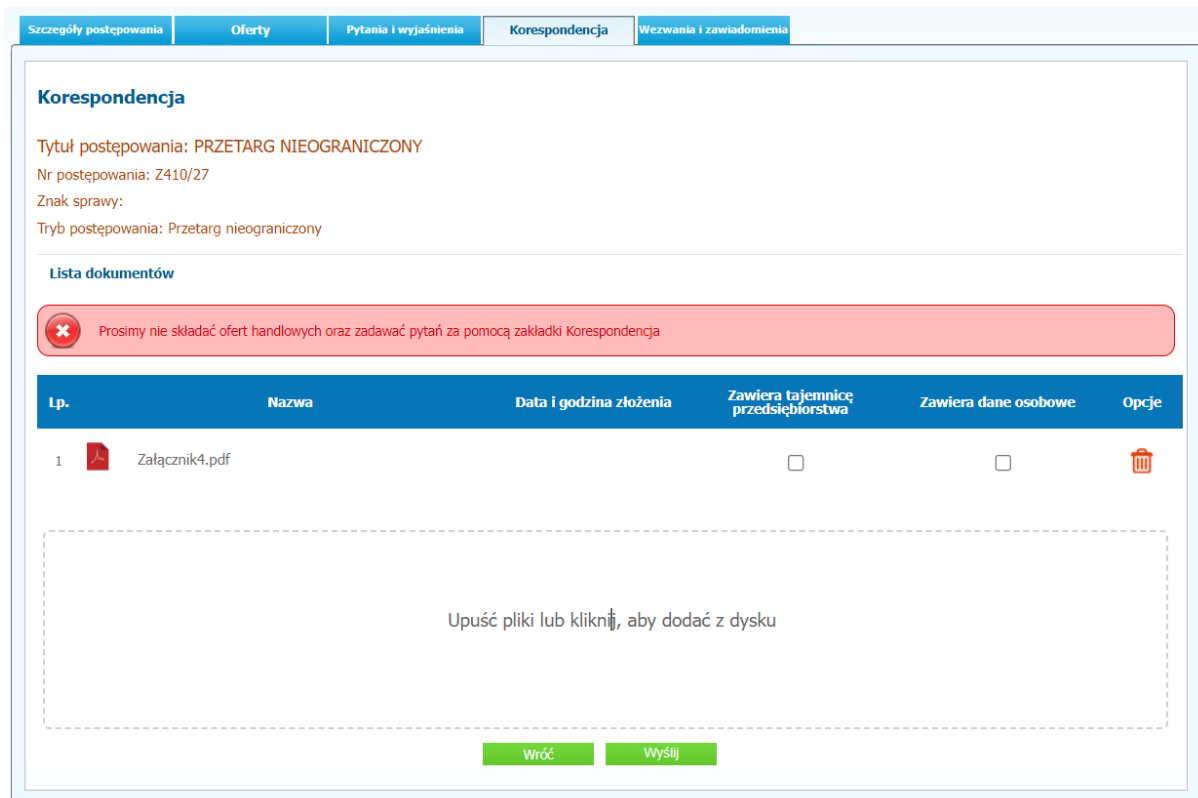 Szczegóły postępowania Oferty Pytania i wyjaśnienia Korespondencja Wezwania i zawiadomienia
Korespondencja
Tytuł postępowania: PRZETARG NIEOGRANICZONY
Nr postępowania: Z410/27
Znak sprawy:
Tryb postępowania: Przetarg nieograniczony
Lista dokumentów
Prosimy nie składać ofert handlowych oraz zadawać pytań za pomocą zakładki Korespondencja
Lp. Nazwa Data i godzina złożenia Zawiera tajemnicę przedsiębiorstwa Zawiera dane osobowe Opcje
1 Załącznik4.pdf
Upuść pliki lub kliknij, aby dodać z dysku
Wróć Wyślij